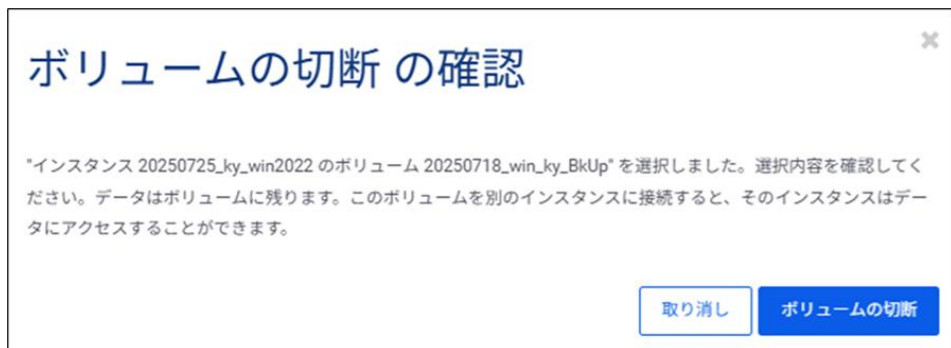 ボリュームの切断 の確認
"インスタンス 20250725_ky_win2022 のボリューム 20250718_win_ky_BkUp" を選択しました。選択内容を確認してく
ださい。データはボリュームに残ります。このボリュームを別のインスタンスに接続すると、そのインスタンスはデー
タにアクセスすることができます。
取り消し
ボリュームの切断